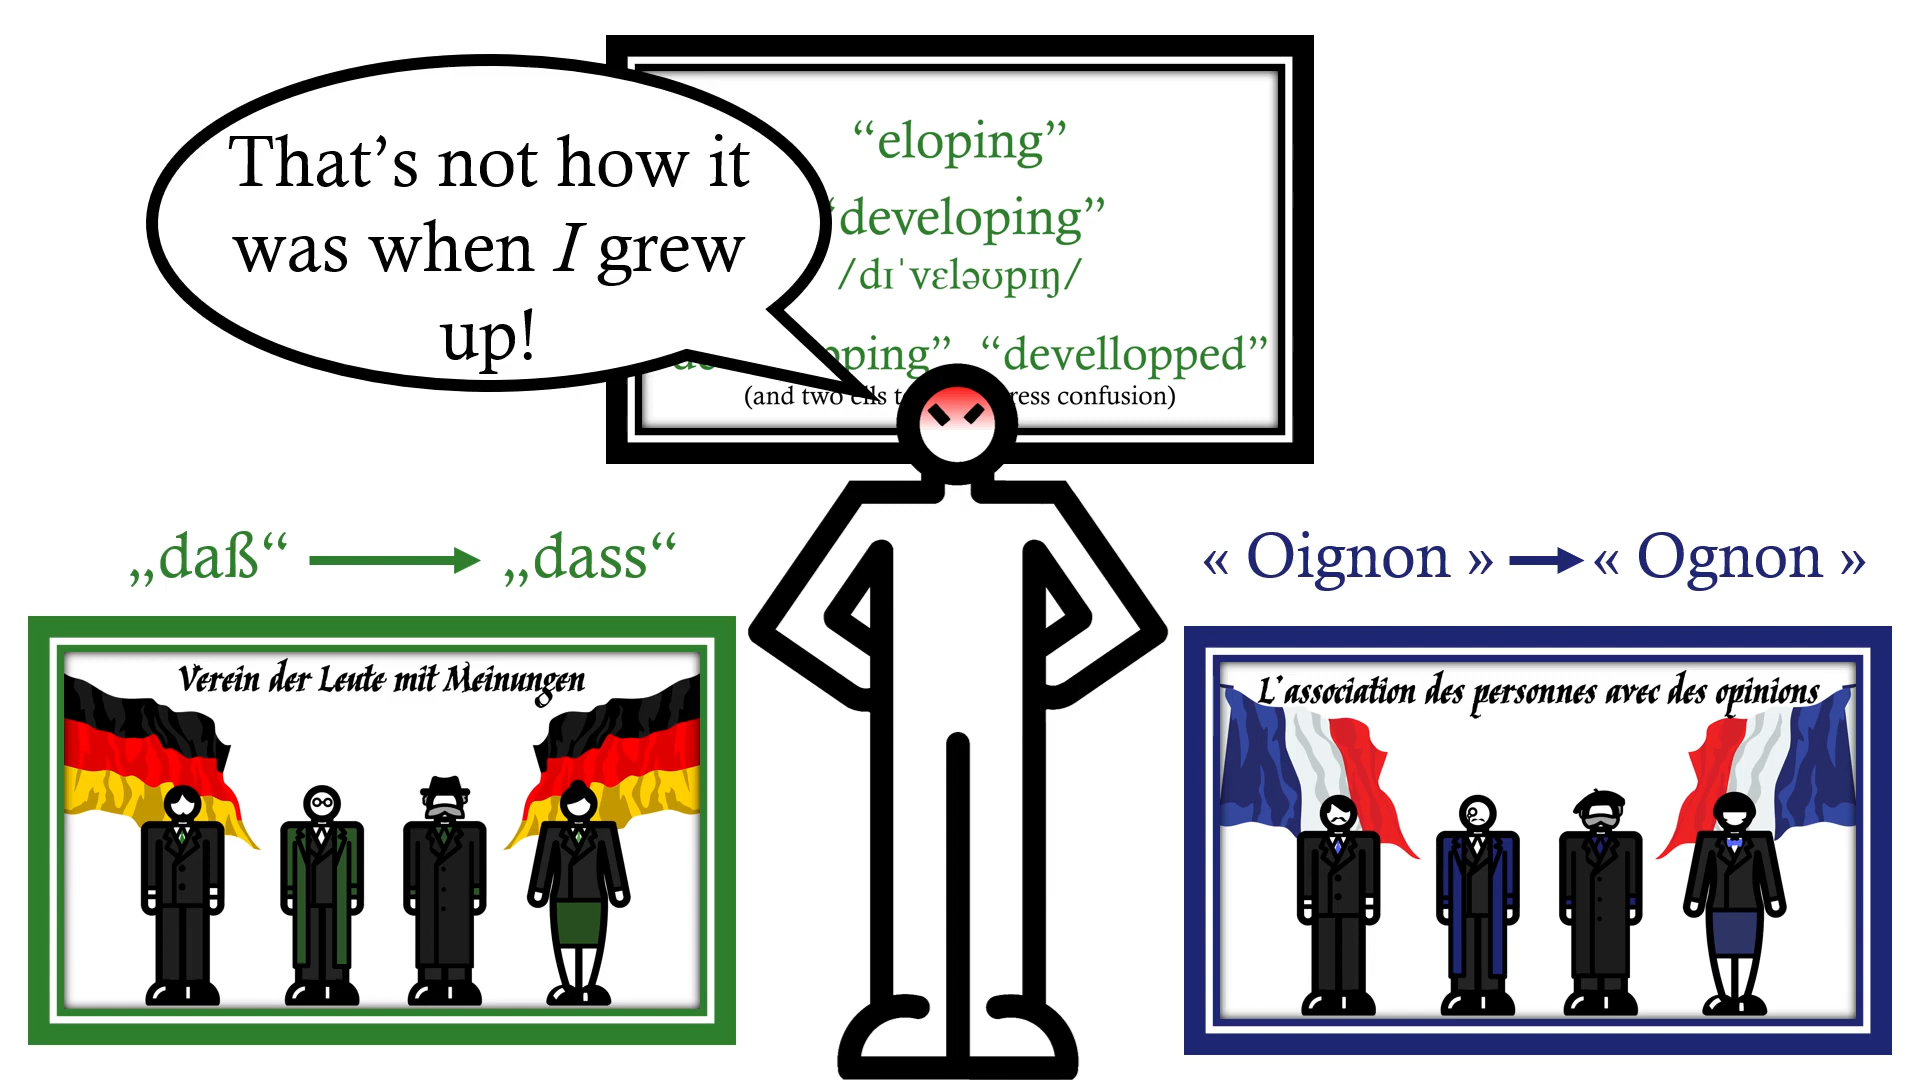 That’s not how it
was when I grew
up!
“eloping”
developing”
/dɪˈvɛləʊpɪŋ/
“devellopped”
(and two ells confusion)
„daß“ „dass“
« Oignon » « Ognon »
Verein der Leute mit Meinungen
L’association des personnes avec des opinions